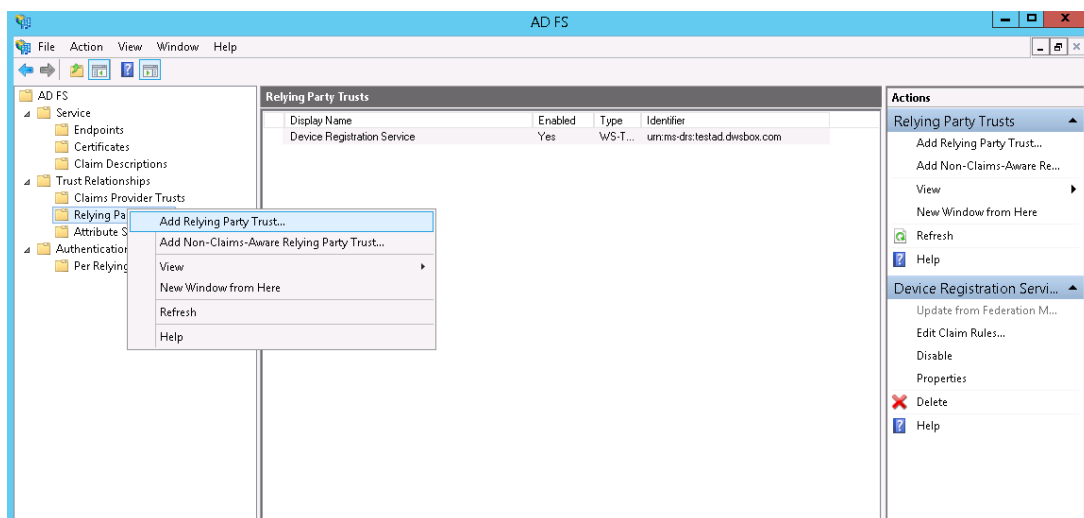 AD FS
File Action View Window Help
AD FS
Service
Endpoints
Certificates
Claim Descriptions
Trust Relationships
Claims Provider Trusts
Relying Pa
Attribute S
Authentication
Per Relying
Add Relying Party Trust...
Add Non-Claims-Aware Relying Party Trust...
View
New Window from Here
Refresh
Help
Relying Party Trusts
Display Name Enabled Type Identifier
Device Registration Service Yes WS-T... urn:ms-drs:testad.dwsbox.com
Actions
Relying Party Trusts
Add Relying Party Trust...
Add Non-Claims-Aware Re...
View
New Window from Here
Refresh
Help
Device Registration Servi...
Update from Federation M...
Edit Claim Rules...
Disable
Properties
Delete
Help